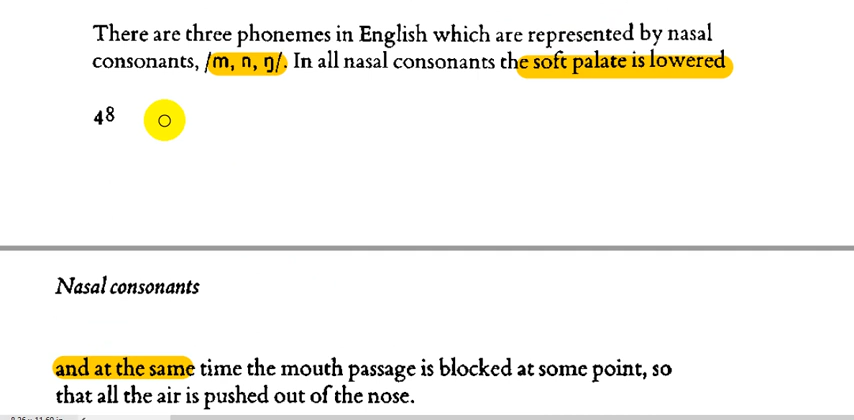 There are three phonemes in English which are represented by nasal
consonants, /m, n, ŋ/. In all nasal consonants the soft palate is lowered
48
Nasal consonants
and at the same time the mouth passage is blocked at some point, so
that all the air is pushed out of the nose.